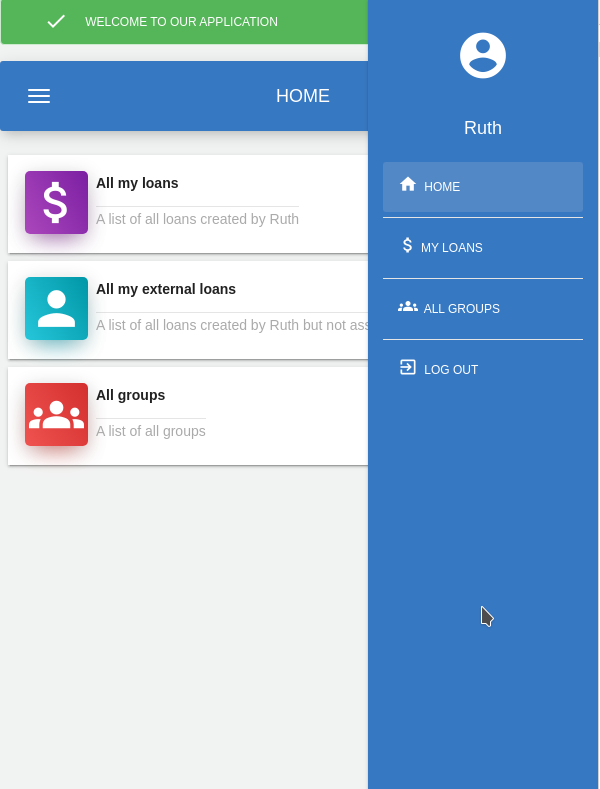 WELCOME TO OUR APPLICATION
HOME
All my loans
A list of all loans created by Ruth
All my external loans
A list of all loans created by Ruth but not
All groups
A list of all groups
Ruth
HOME
MY LOANS
ALL GROUPS
LOG OUT